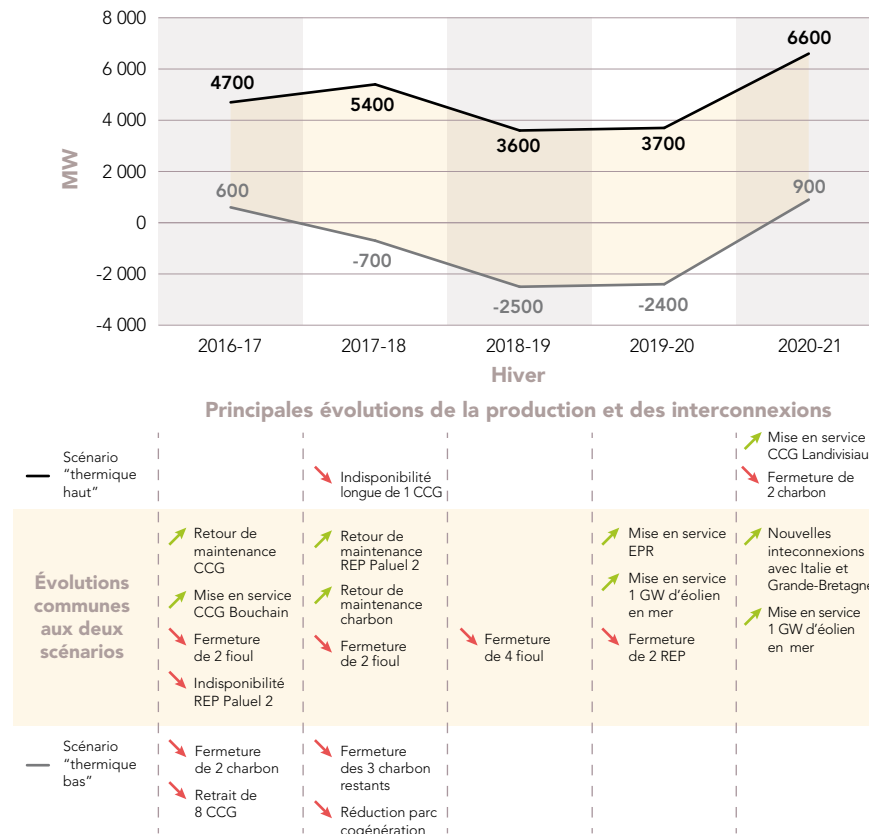 8 000
6 000
4 000
2 000
0
-2 000
-4 000
MW
4700
5400
3600
3700
6600
600
-700
-2500
-2400
900
2016-17
2017-18
2018-19
2019-20
2020-21
Hiver
Principales évolutions de la production et des interconnexions
Scénario
"thermique
haut"
Indisponibilité
longue de 1 CCG
Mise en service
CCG Landivisiau
Fermeture de
2 charbon
Évolutions
communes
aux deux
scénarios
Retour de
maintenance
CCG
Mise en service
CCG Bouchain
Fermeture
de 2 fioul
Indisponibilité
REP Paluel 2
Retour de
maintenance
REP Paluel 2
Retour de
maintenance
charbon
Fermeture
de 2 fioul
Fermeture
de 4 fioul
Mise en service
EPR
Mise en service
1 GW d'éolien
en mer
Fermeture
de 2 REP
Nouvelles
inteconnexions
avec Italie et
Grande-Bretagne
Mise en service
1 GW d'éolien
en mer
Scénario
"thermique
bas"
Fermeture
de 2 charbon
Retrait de
8 CCG
Fermeture
des 3 charbon
restants
Réduction parc
cogénération